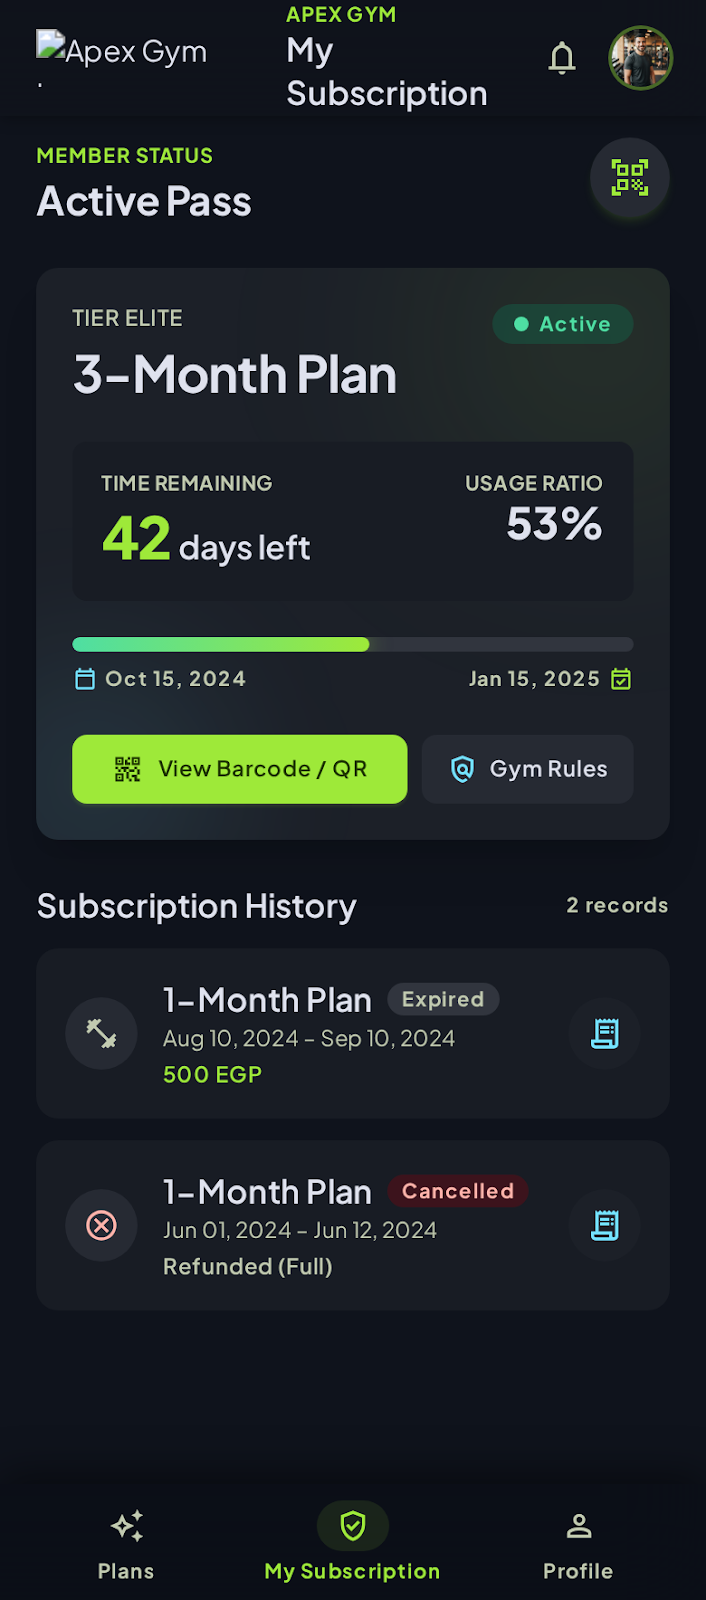 Apex Gym
.
APEX GYM
My
Subscription
MEMBER STATUS
Active Pass
TIER ELITE
Active
3-Month Plan
TIME REMAINING
USAGE RATIO
42 days left
53%
Oct 15, 2024
Jan 15, 2025
View Barcode / QR
Gym Rules
Subscription History
2 records
1-Month Plan
Expired
Aug 10, 2024 – Sep 10, 2024
500 EGP
1-Month Plan
Cancelled
Jun 01, 2024 – Jun 12, 2024
Refunded (Full)
Plans
My Subscription
Profile